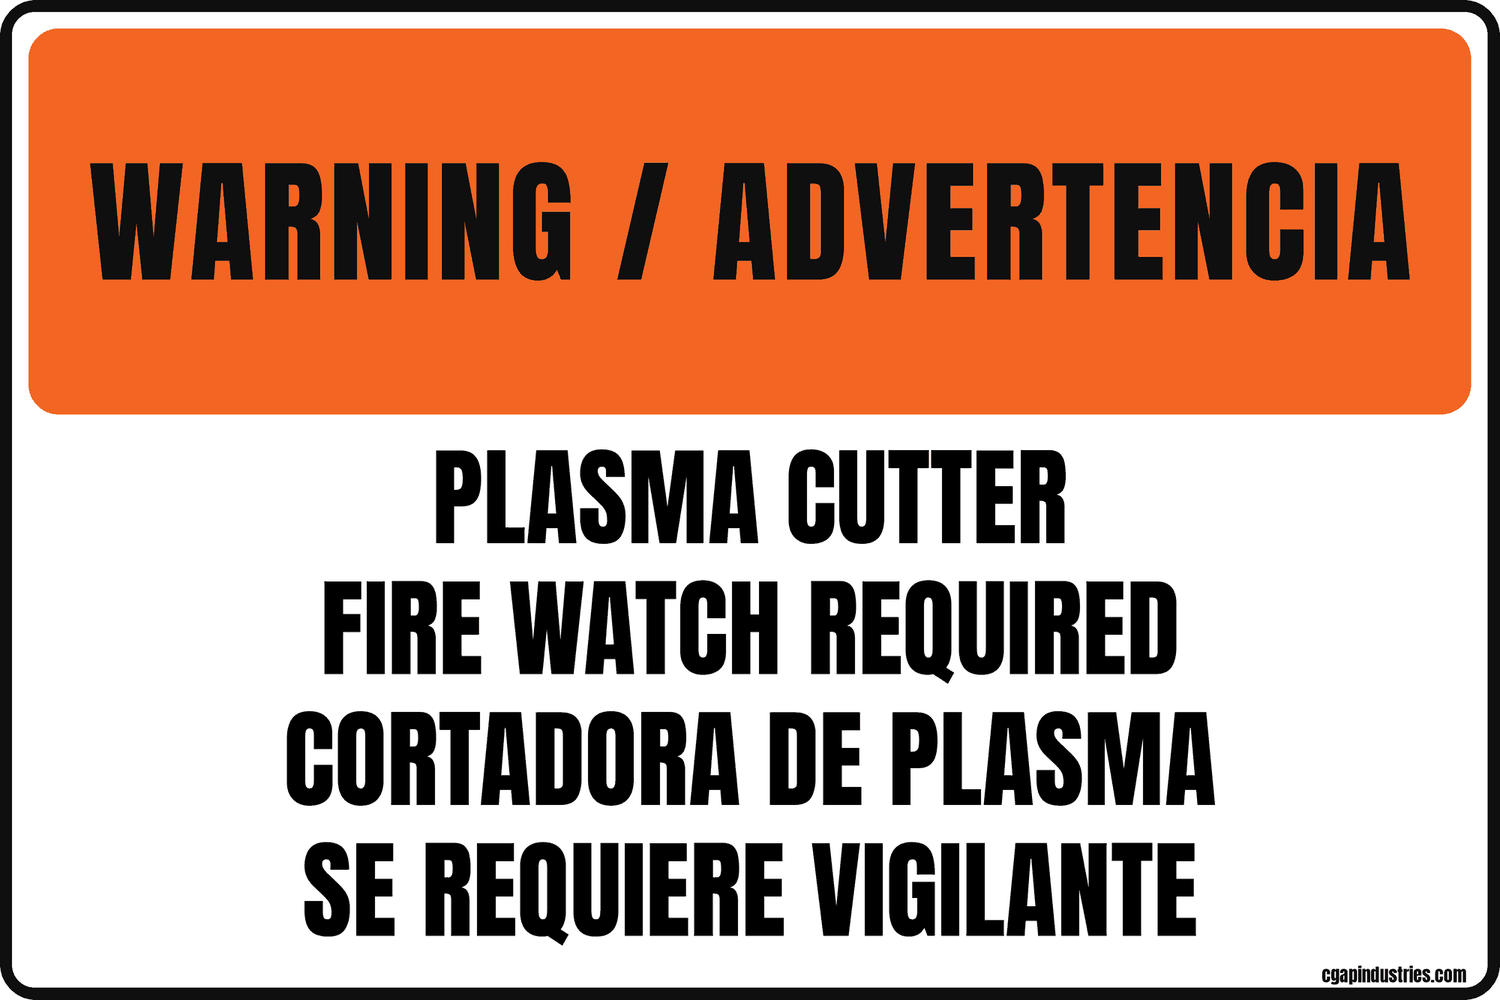 WARNING / ADVERTENCIA
PLASMA CUTTER
FIRE WATCH REQUIRED
CORTADORA DE PLASMA
SE REQUIERE VIGILANTE
cgapindustries.com